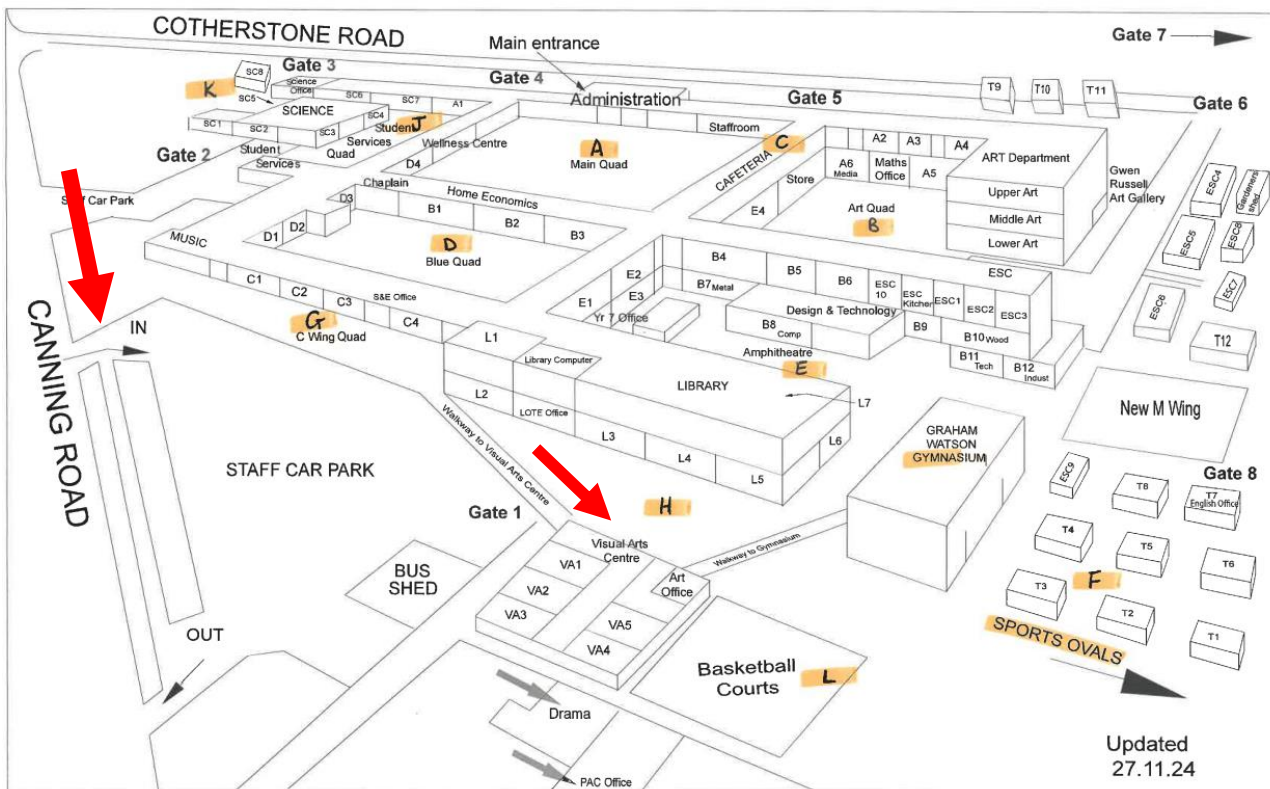 COTHERSTONE ROAD
Gate 7
Main entrance
Gate 3
Gate 4
Administration
Gate 5
Gate 6
T9
T10
T11
SC8
Science Office
SC6
SC7
A1
K
SC5
SCIENCE
SC4
SC1
SC2
SC3
Student Services Quad
J
Gate 2
Student Services
Wellness Centre
D4
A
Main Quad
Staffroom
C
CAFETERIA
A2
A3
A4
A6
Media
Maths Office
A5
Store
E4
ART Department
Upper Art
Middle Art
Lower Art
Gwen Russell Art Gallery
ESC4
Gardeners shed
ESC5
ESC8
ESC7
ESC6
T12
Art Quad
B
Car Park
Chaplain
Home Economics
D3
B1
B2
B3
D1
D2
D
Blue Quad
MUSIC
C1
C2
C3
C4
S&E Office
G
C Wing Quad
E1
E2
E3
Yr 7 Office
B4
B5
B6
B7 Metal
ESC 10
ESC Kitchen
ESC
ESC1
ESC2
ESC3
Design & Technology
B8 Comp
B9
B10 Wood
B11 Tech
B12 Indust
Amphitheatre
E
CANNING ROAD
IN
OUT
L1
Library Computer
LIBRARY
L7
L2
LOTE Office
L3
L4
L5
L6
Walkway to Visual Arts Centre
STAFF CAR PARK
New M Wing
GRAHAM
WATSON
GYMNASIUM
Gate 8
ESC9
T8
T7
English Office
T4
T5
T6
F
T3
T2
T1
SPORTS OVALS
H
Gate 1
Walkway to Gymnasium
Visual Arts
Centre
VA1
VA2
VA3
VA4
VA5
Art
Office
BUS
SHED
Basketball
Courts
L
Drama
PAC Office
Updated
27.11.24